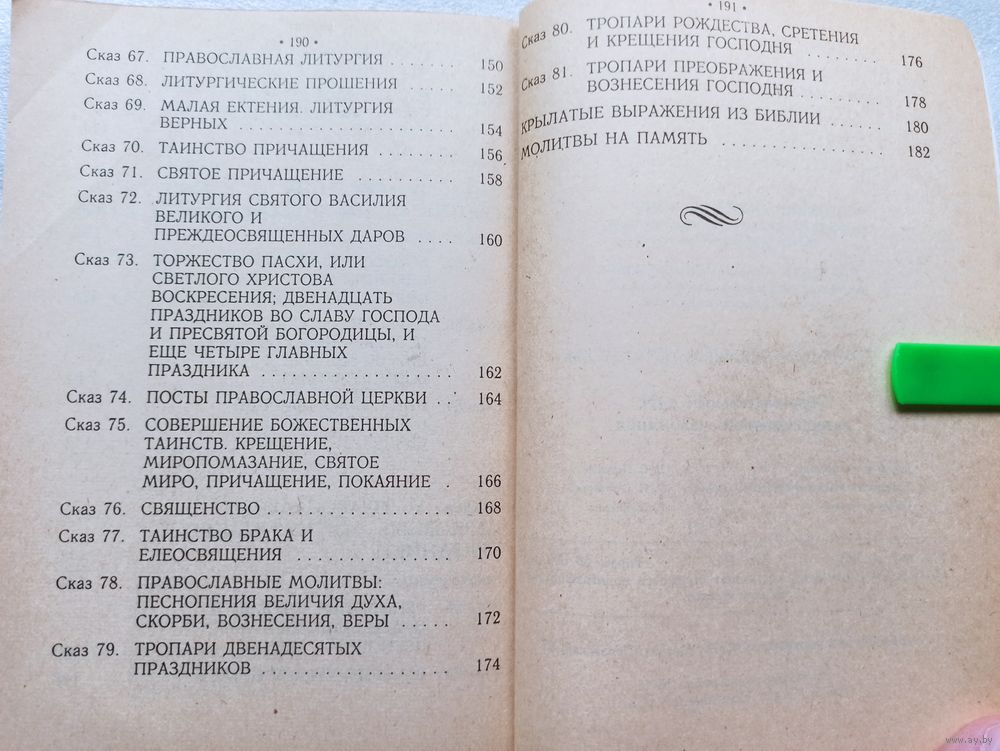 • 190 •
Сказ 67. ПРАВОСЛАВНАЯ ЛИТУРГИЯ . . . . . . . 150
Сказ 68. ЛИТУРГИЧЕСКИЕ ПРОШЕНИЯ . . . . . 152
Сказ 69. МАЛАЯ ЕКТЕНИЯ. ЛИТУРГИЯ
ВЕРНЫХ . . . . . . . . . . . . . . . . . . . 154
Сказ 70. ТАИНСТВО ПРИЧАЩЕНИЯ . . . . . . . . 156
Сказ 71. СВЯТОЕ ПРИЧАЩЕНИЕ . . . . . . . . . . 158
Сказ 72. ЛИТУРГИЯ СВЯТОГО ВАСИЛИЯ
ВЕЛИКОГО И
ПРЕЖДЕОСВЯЩЕННЫХ ДАРОВ . . . . 160
Сказ 73. ТОРЖЕСТВО ПАСХИ, ИЛИ
СВЕТЛОГО ХРИСТОВА
ВОСКРЕСЕНИЯ; ДВЕНАДЦАТЬ
ПРАЗДНИКОВ ВО СЛАВУ ГОСПОДА
И ПРЕСВЯТОЙ БОГОРОДИЦЫ, И
ЕЩЕ ЧЕТЫРЕ ГЛАВНЫХ
ПРАЗДНИКА . . . . . . . . . . . . . . . . . 162
Сказ 74. ПОСТЫ ПРАВОСЛАВНОЙ ЦЕРКВИ . . . 164
Сказ 75. СОВЕРШЕНИЕ БОЖЕСТВЕННЫХ
ТАИНСТВ. КРЕЩЕНИЕ,
МИРОПОМАЗАНИЕ, СВЯТОЕ
МИРО, ПРИЧАЩЕНИЕ, ПОКАЯНИЕ . 166
Сказ 76. СВЯЩЕНСТВО . . . . . . . . . . . . . . . . . 168
Сказ 77. ТАИНСТВО БРАКА И
ЕЛЕОСВЯЩЕНИЯ . . . . . . . . . . . . . . 170
Сказ 78. ПРАВОСЛАВНЫЕ МОЛИТВЫ:
ПЕСНОПЕНИЯ ВЕЛИЧИЯ ДУХА,
СКОРБИ, ВОЗНЕСЕНИЯ, ВЕРЫ . . . . . 172
Сказ 79. ТРОПАРИ ДВЕНАДЕСЯТЫХ
ПРАЗДНИКОВ . . . . . . . . . . . . . . . . . 174
• 191 •
Сказ 80. ТРОПАРИ РОЖДЕСТВА, СРЕТЕНИЯ
И КРЕЩЕНИЯ ГОСПОДНЯ . . . . . . . 176
Сказ 81. ТРОПАРИ ПРЕОБРАЖЕНИЯ И
ВОЗНЕСЕНИЯ ГОСПОДНЯ . . . . . . . . 178
КРЫЛАТЫЕ ВЫРАЖЕНИЯ ИЗ БИБЛИИ . . . . . . 180
МОЛИТВЫ НА ПАМЯТЬ . . . . . . . . . . . . . . . . 182
www.ay.by